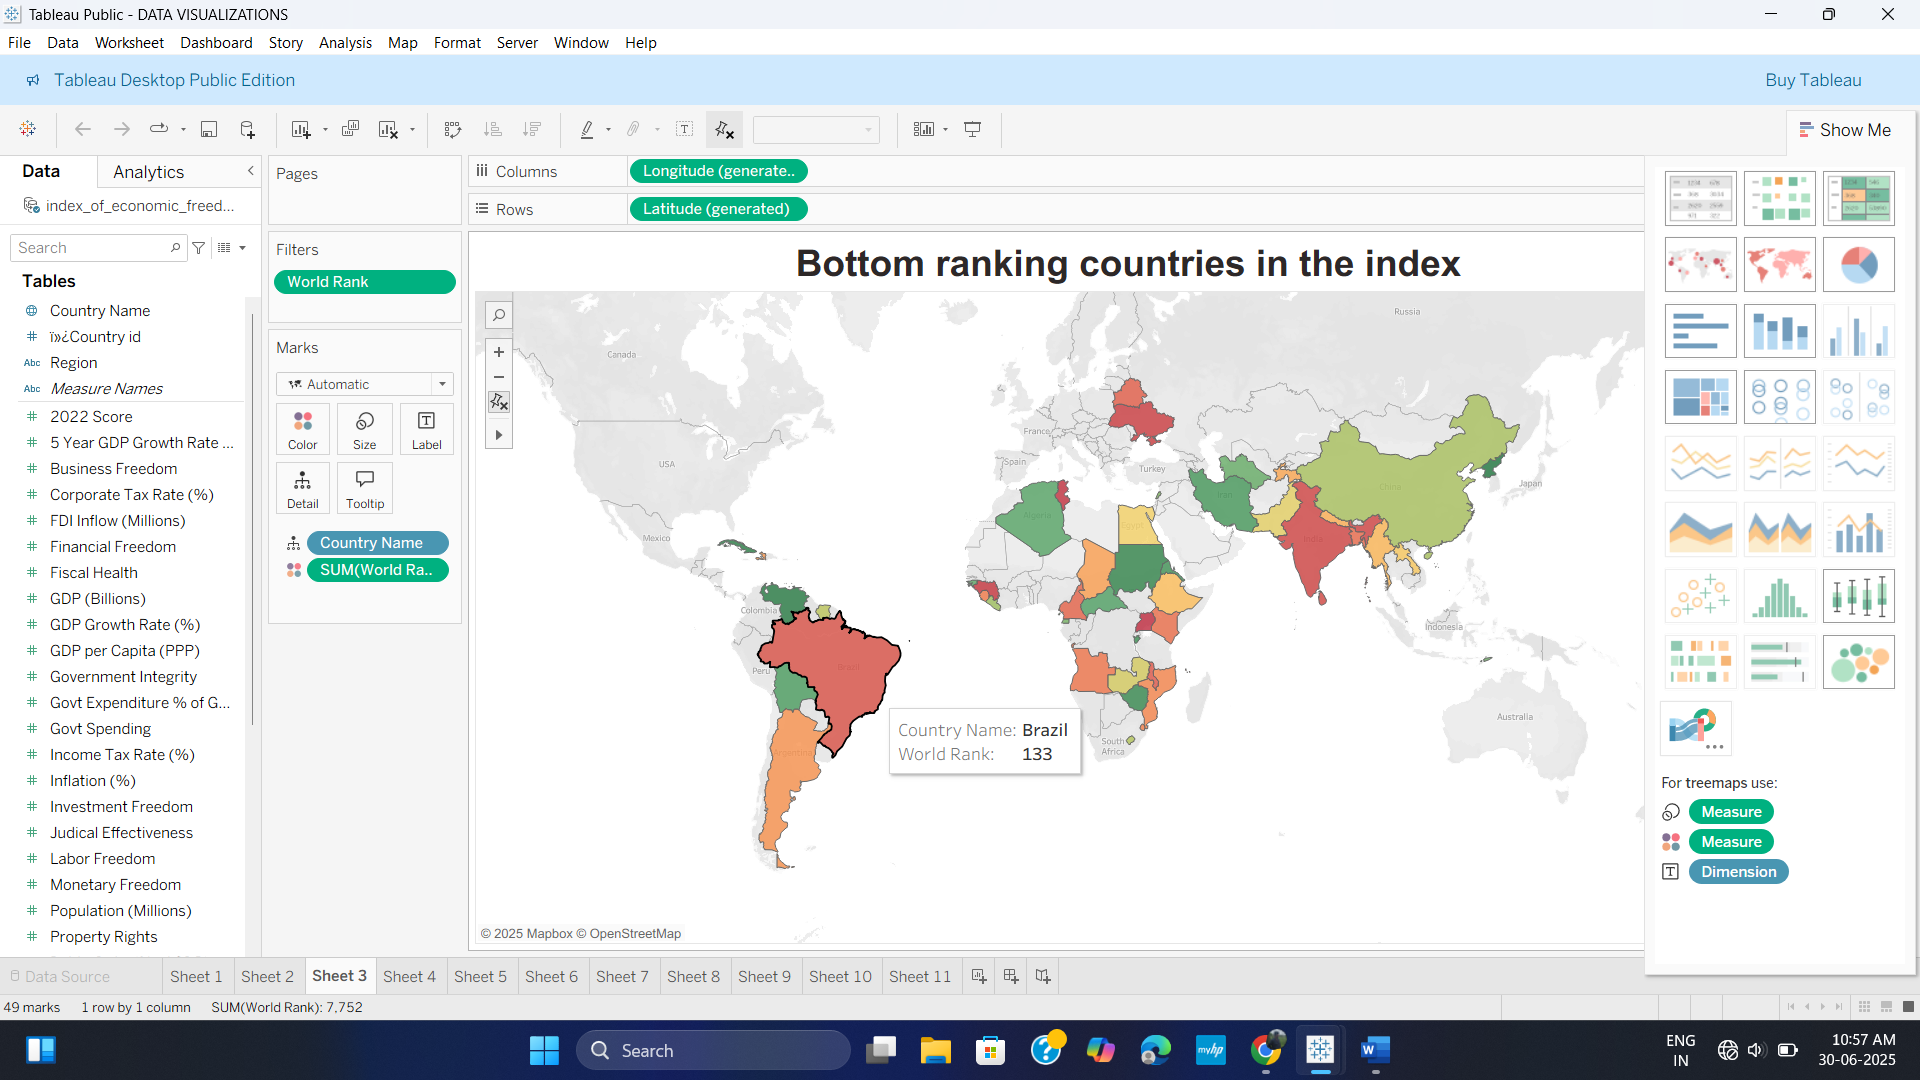 Tableau Public - DATA VISUALIZATIONS
File Data Worksheet Dashboard Story Analysis Map Format Server Window Help
Tableau Desktop Public Edition
Buy Tableau
Show Me
Data
Analytics
index_of_economic_freed...
Search
Tables
Country Name
ï»¿Country id
Abc Region
Abc Measure Names
2022 Score
5 Year GDP Growth Rate ...
Business Freedom
Corporate Tax Rate (%)
FDI Inflow (Millions)
Financial Freedom
Fiscal Health
GDP (Billions)
GDP Growth Rate (%)
GDP per Capita (PPP)
Government Integrity
Govt Expenditure % of G...
Govt Spending
Income Tax Rate (%)
Inflation (%)
Investment Freedom
Judical Effectiveness
Labor Freedom
Monetary Freedom
Population (Millions)
Property Rights
Pages
Filters
World Rank
Marks
Automatic
Color
Size
Label
Detail
Tooltip
Country Name
SUM(World Ra..
Columns
Longitude (generate..
Rows
Latitude (generated)
Bottom ranking countries in the index
Russia
Canada
France
USA
Spain
Turkey
Iran
China
Japan
Algeria
Egypt
India
Mexico
Colombia
Indonesia
Brazil
Peru
Argentina
South
Africa
Australia
Country Name: Brazil
World Rank: 133
© 2025 Mapbox © OpenStreetMap
For treemaps use:
Measure
Measure
Dimension
Data Source
Sheet 1
Sheet 2
Sheet 3
Sheet 4
Sheet 5
Sheet 6
Sheet 7
Sheet 8
Sheet 9
Sheet 10
Sheet 11
49 marks
1 row by 1 column
SUM(World Rank): 7,752
Search
myhp
ENG
IN
10:57 AM
30-06-2025